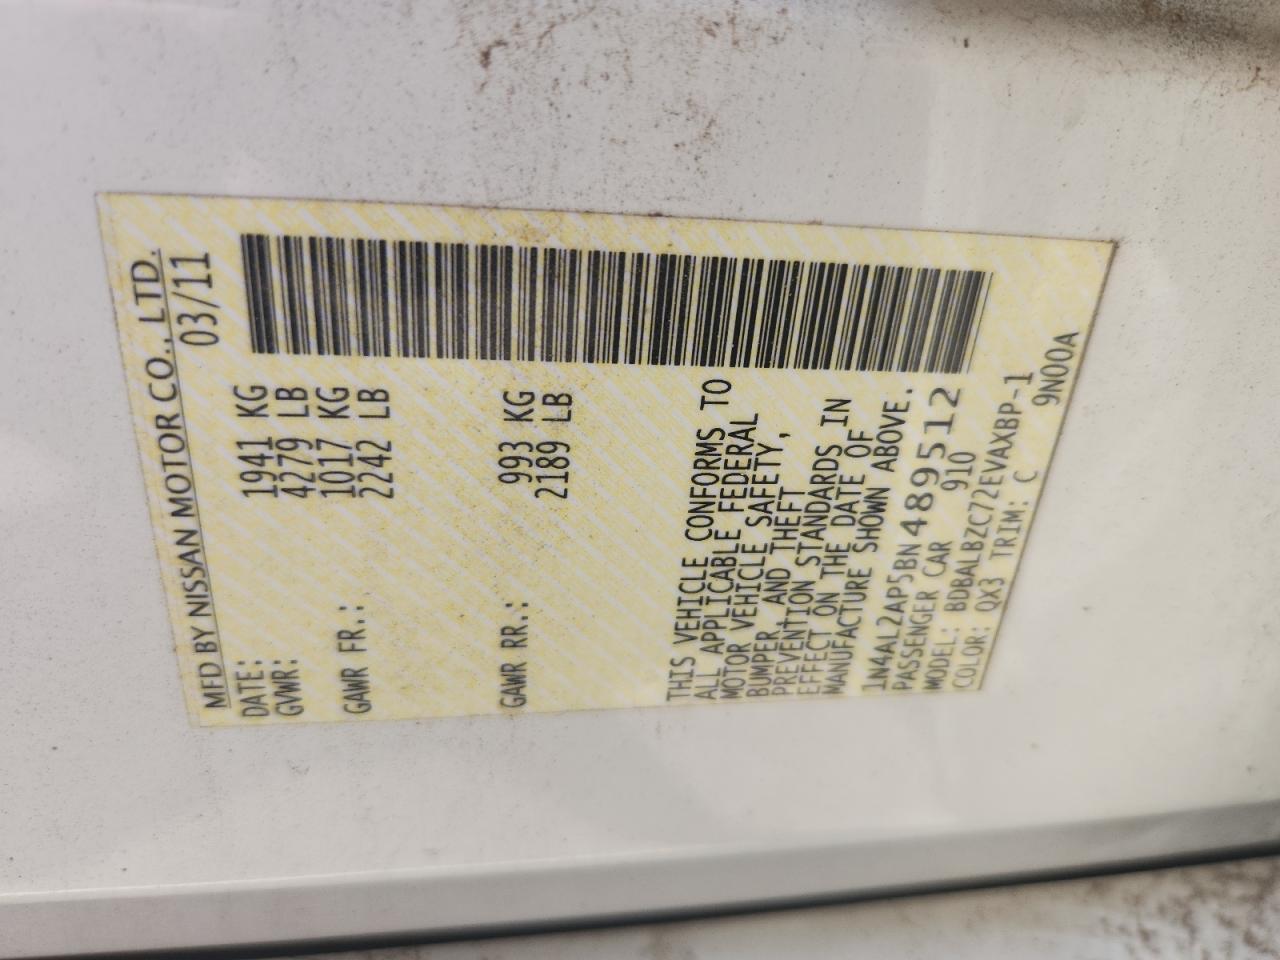 MFD BY NISSAN MOTOR CO., LTD.
DATE: 03/11
GVWR: 1941 KG
4279 LB
GAWR FR.: 1017 KG
2242 LB
GAWR RR.: 993 KG
2189 LB
THIS VEHICLE CONFORMS TO
ALL APPLICABLE FEDERAL
MOTOR VEHICLE SAFETY,
BUMPER, AND THEFT
PREVENTION STANDARDS IN
EFFECT ON THE DATE OF
MANUFACTURE SHOWN ABOVE.
1N4AL2AP5BN489512
PASSENGER CAR 910
MODEL: BDBALBZC72EVAXBP-1
COLOR: QX3 TRIM: C 9N00A